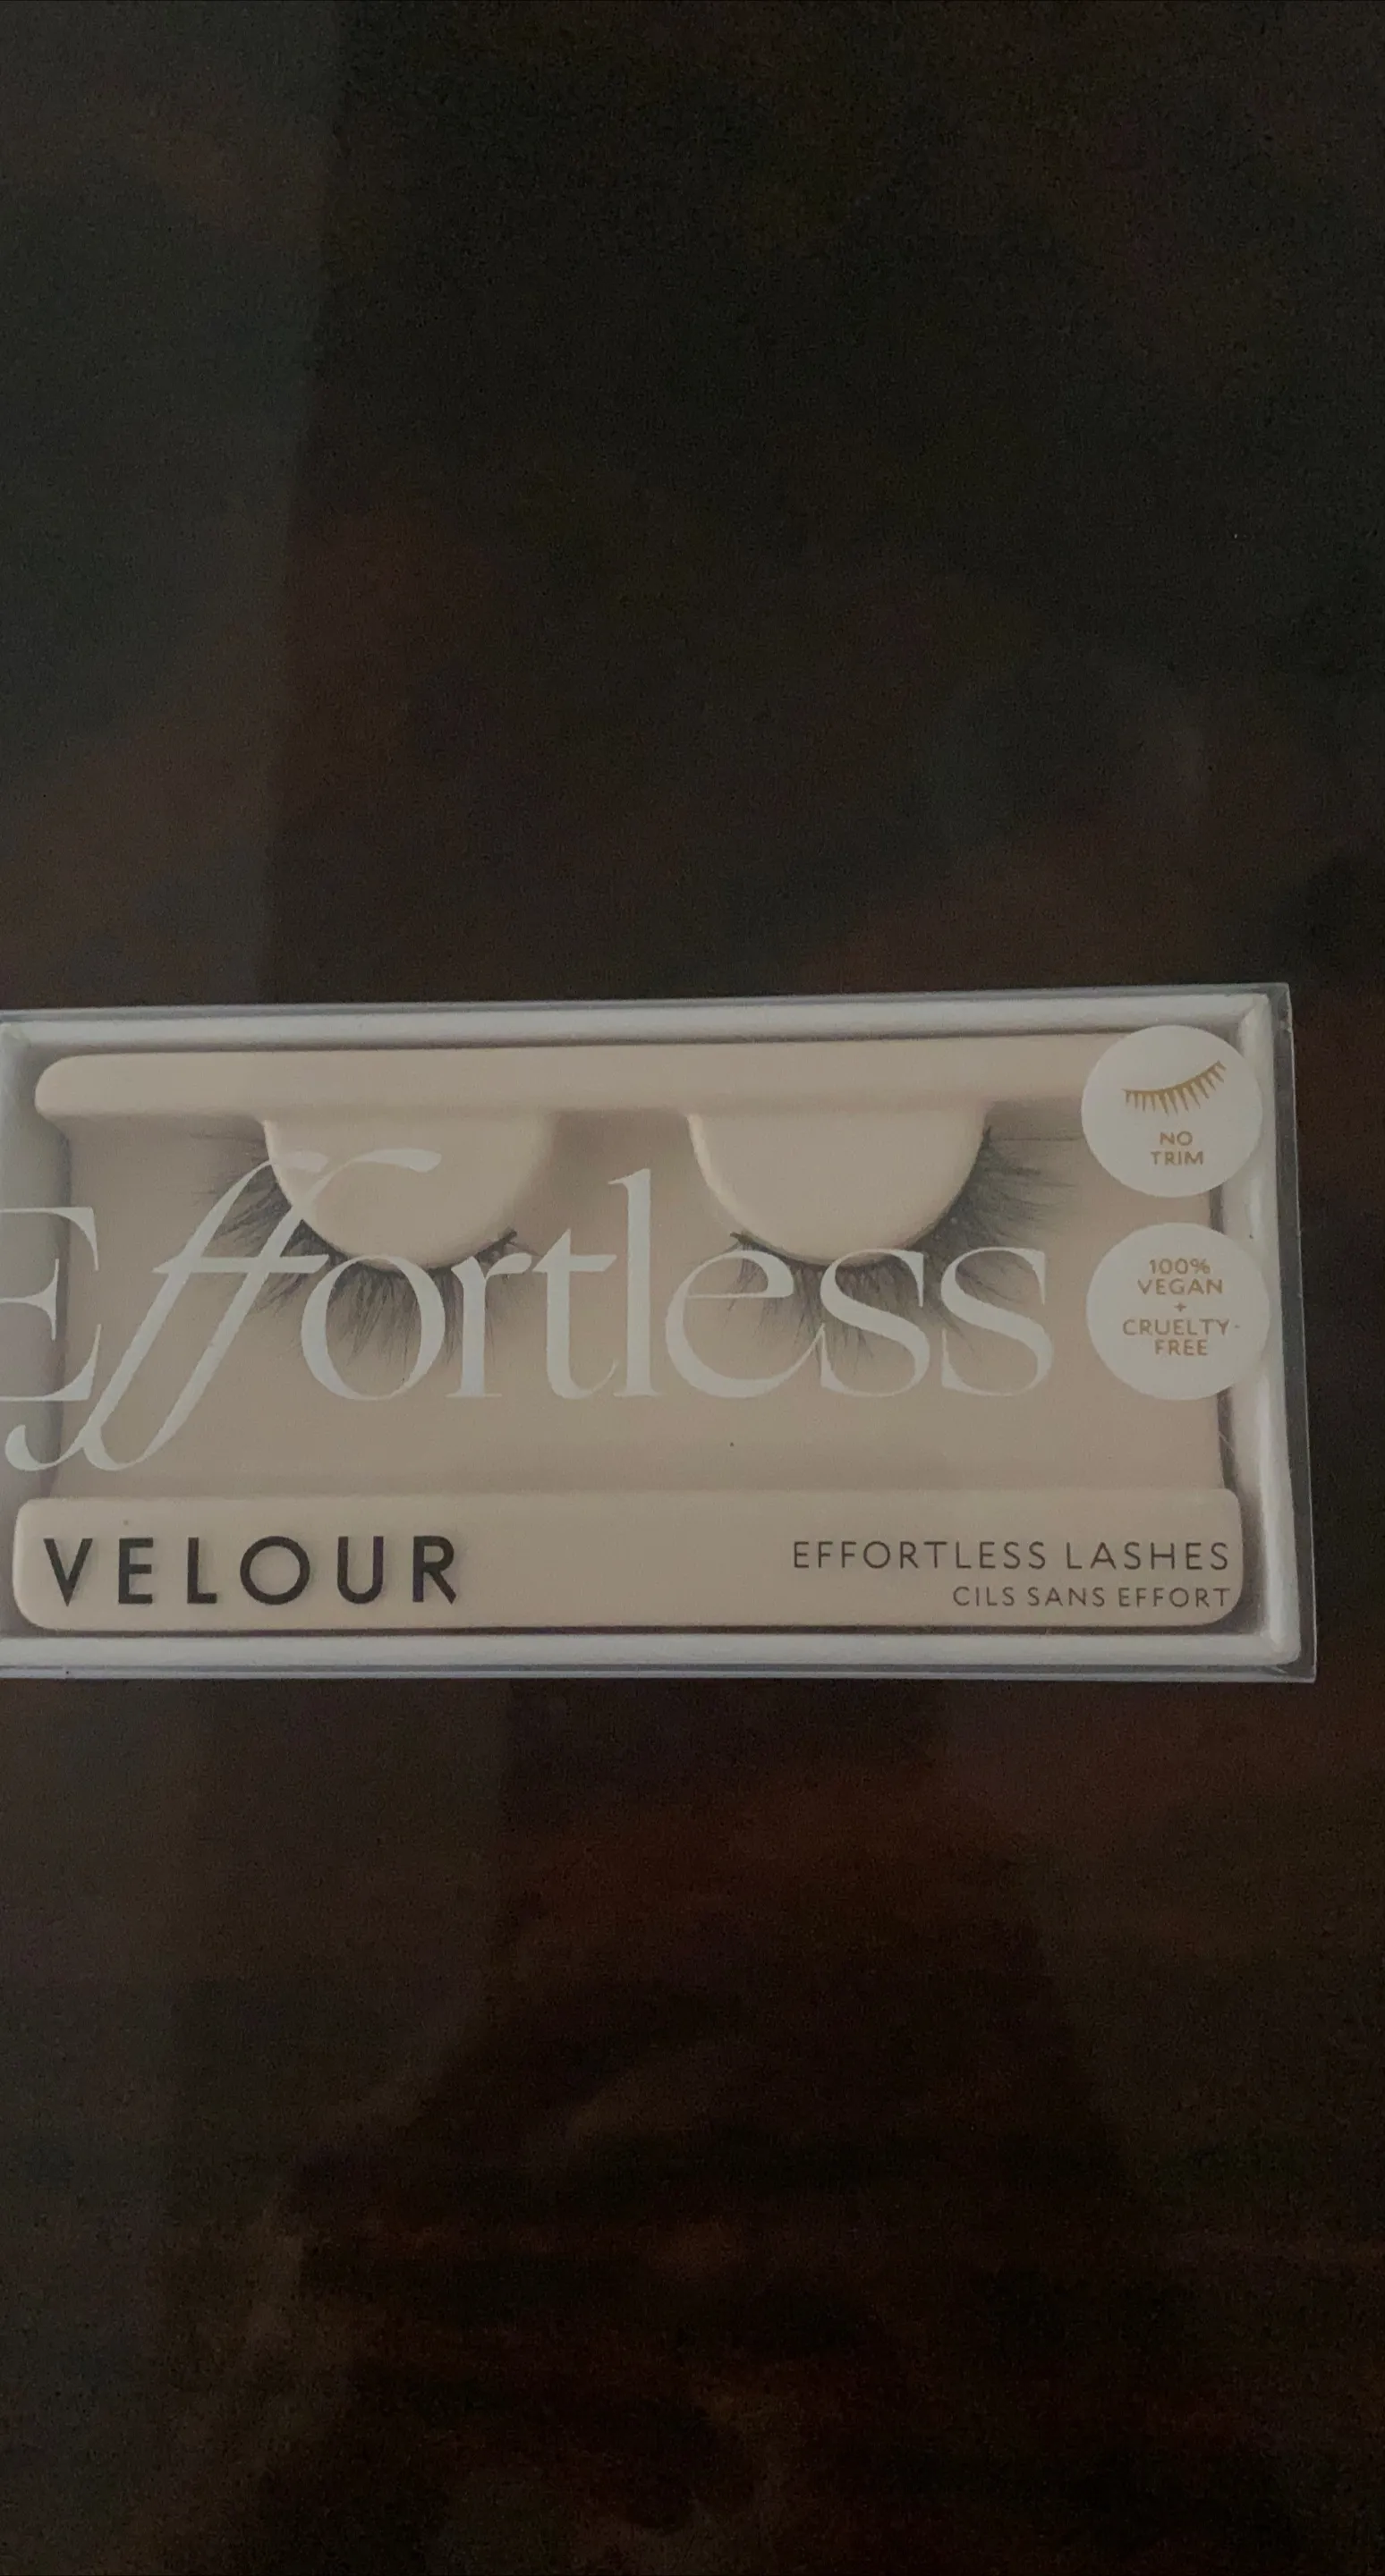 NO
TRIM
Effortless
100%
VEGAN
+
CRUELTY-
FREE
VELOUR
EFFORTLESS LASHES
CILS SANS EFFORT